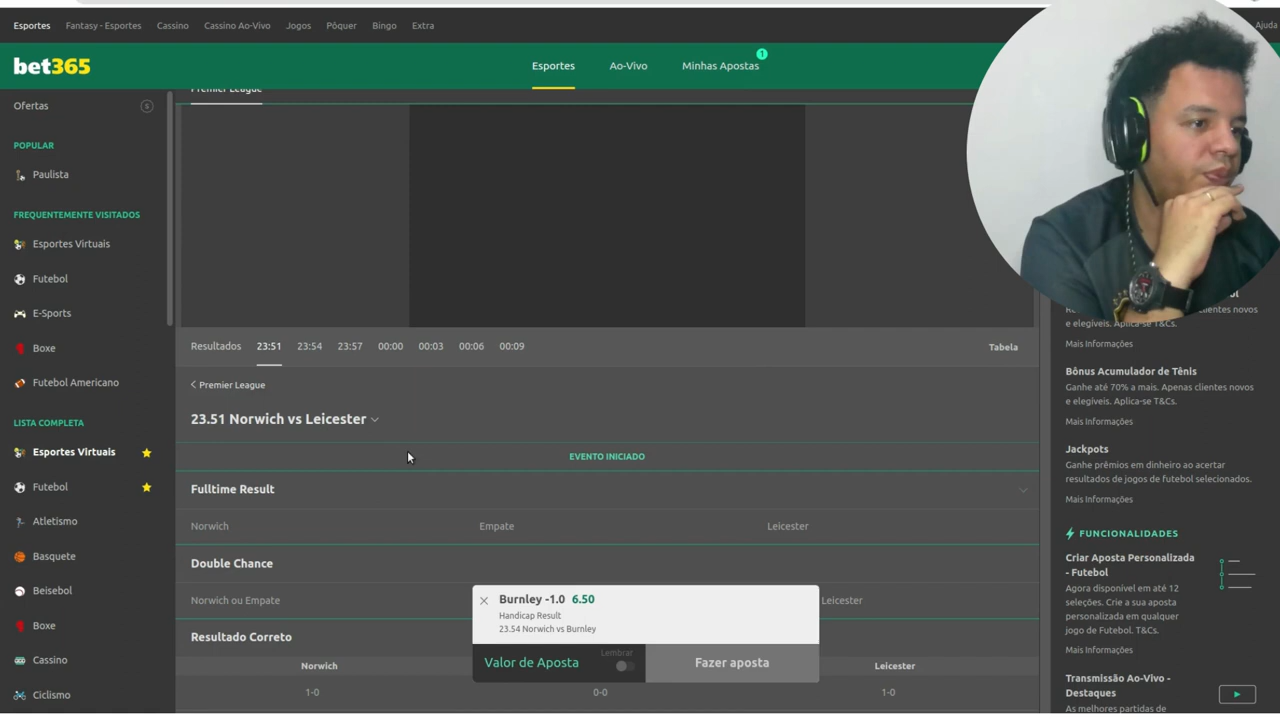 Esportes Fantasy - Esportes Cassino Cassino Ao-Vivo Jogos Pôquer Bingo Extra Ajuda
bet365
Esportes Ao-Vivo Minhas Apostas 1
Ofertas 5
Premier League
POPULAR
Paulista
FREQUENTEMENTE VISITADOS
Esportes Virtuais
Futebol
E-Sports
Boxe
Futebol Americano
LISTA COMPLETA
Esportes Virtuais
Futebol
Atletismo
Basquete
Beisebol
Boxe
Cassino
Ciclismo
Resultados 23:51 23:54 23:57 00:00 00:03 00:06 00:09 Tabela
Premier League
23.51 Norwich vs Leicester
EVENTO INICIADO
Fulltime Result
Norwich Empate Leicester
Double Chance
Norwich ou Empate Leicester
Resultado Correto
Norwich Leicester
1-0 0-0 1-0
Burnley -1.0 6.50
Handicap Result
23.54 Norwich vs Burnley
Valor de Aposta Lembrar Fazer aposta
clientes novos
e elegíveis. Aplica-se T&Cs.
Mais Informações
Bônus Acumulador de Tênis
Ganhe até 70% a mais. Apenas clientes novos
e elegíveis. Aplica-se T&Cs.
Mais Informações
Jackpots
Ganhe prêmios em dinheiro ao acertar
resultados de jogos de futebol selecionados.
Mais Informações
FUNCIONALIDADES
Criar Aposta Personalizada
- Futebol
Agora disponível em até 12
seleções. Crie a sua aposta
personalizada em qualquer
jogo de Futebol. T&Cs.
Mais Informações
Transmissão Ao-Vivo -
Destaques
As melhores partidas de